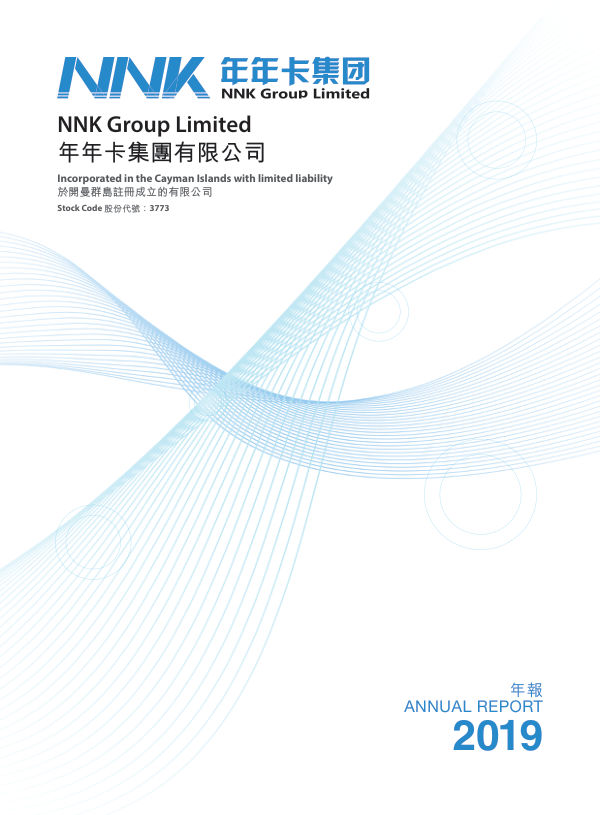 NNK 年年卡集团
NNK Group Limited
NNK Group Limited
年年卡集團有限公司
Incorporated in the Cayman Islands with limited liability
於開曼群島註冊成立的有限公司
Stock Code 股份代號：3773
年報
ANNUAL REPORT
2019